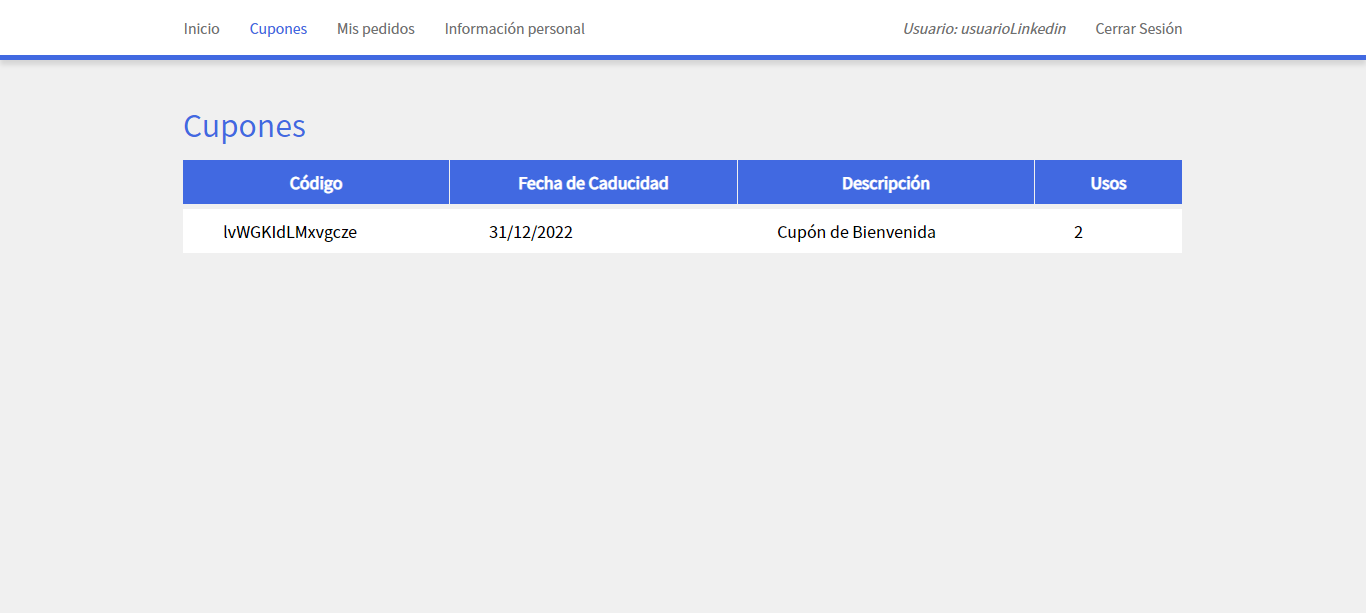 Inicio Cupones Mis pedidos Información personal Usuario: usuarioLinkedin Cerrar Sesión
Cupones
Código Fecha de Caducidad Descripción Usos
lvWGKIdLMxvgcze 31/12/2022 Cupón de Bienvenida 2